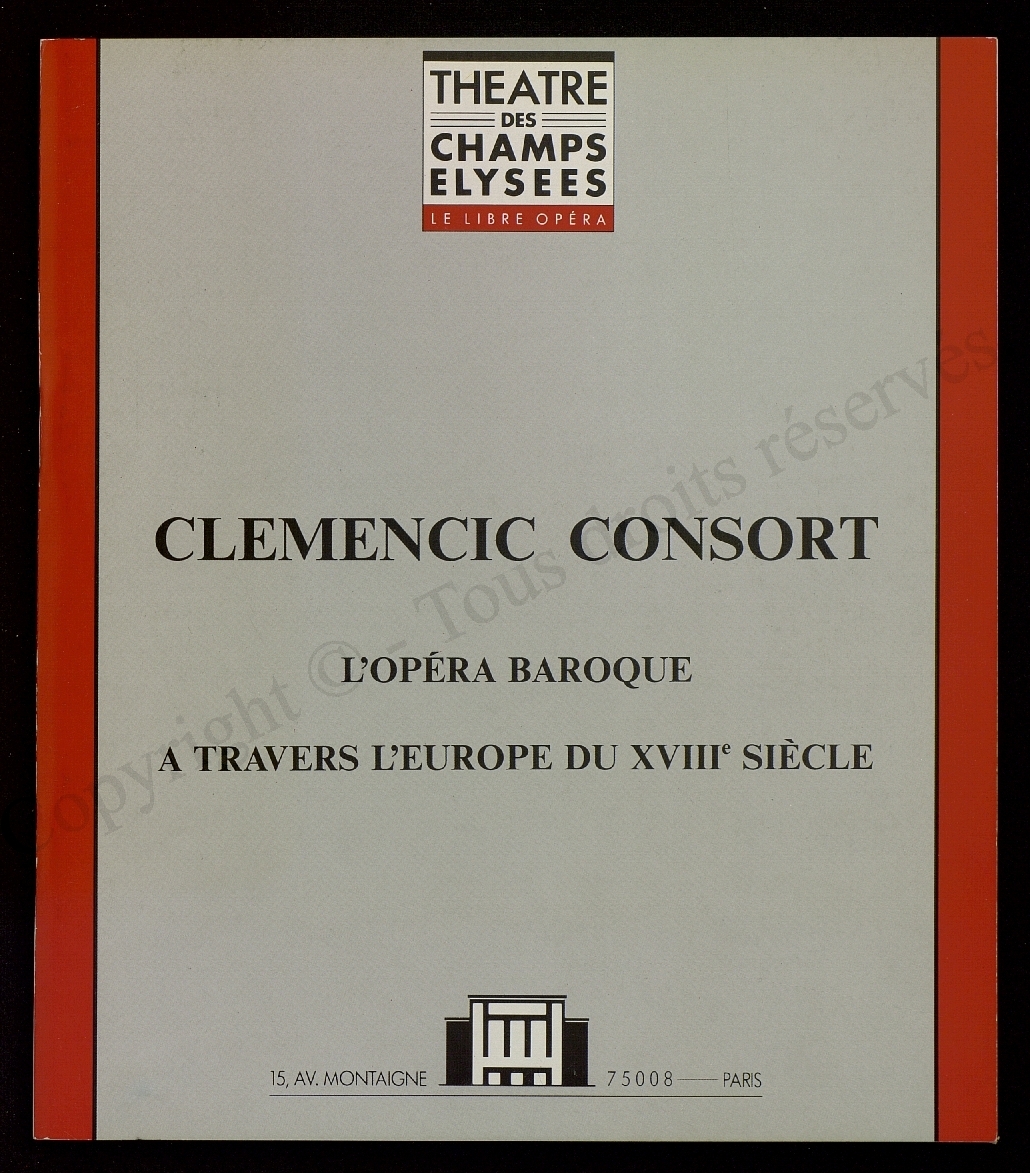 THEATRE
DES
CHAMPS
ELYSEES
LE LIBRE OPÉRA
CLEMENCIC CONSORT
L'OPÉRA BAROQUE
A TRAVERS L'EUROPE DU XVIIIe SIÈCLE
15, AV. MONTAIGNE 75008 — PARIS
Copyright © - Tous droits réservés